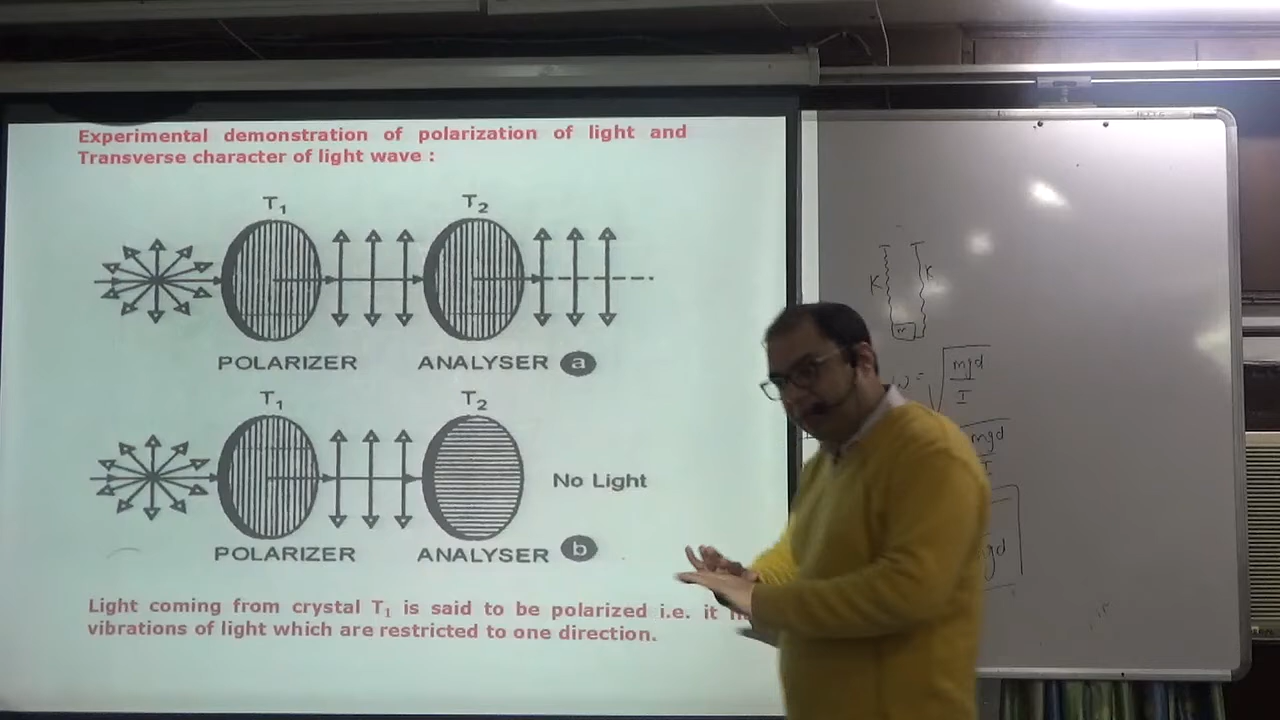 Experimental demonstration of polarization of light and
Transverse character of light wave :
T₁ T₂
POLARIZER ANALYSER a
T₁ T₂
No Light
POLARIZER ANALYSER b
Light coming from crystal T₁ is said to be polarized i.e. it
vibrations of light which are restricted to one direction.
K K
m
ω = √(mgd/I)
mgd
I
gd